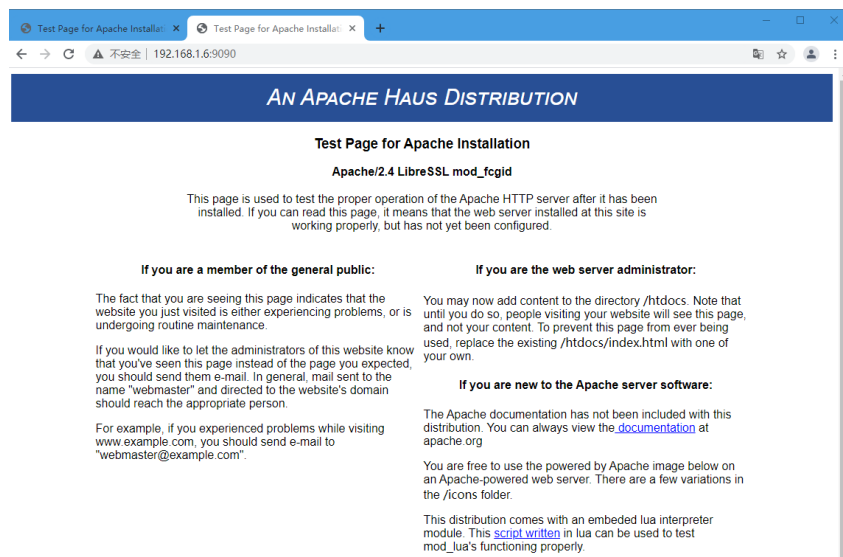 Test Page for Apache Installati
Test Page for Apache Installati
不安全
192.168.1.6:9090
AN APACHE HAUS DISTRIBUTION
Test Page for Apache Installation
Apache/2.4 LibreSSL mod_fcgid
This page is used to test the proper operation of the Apache HTTP server after it has been
installed. If you can read this page, it means that the web server installed at this site is
working properly, but has not yet been configured.
If you are a member of the general public:
The fact that you are seeing this page indicates that the
website you just visited is either experiencing problems, or is
undergoing routine maintenance.
If you would like to let the administrators of this website know
that you've seen this page instead of the page you expected,
you should send them e-mail. In general, mail sent to the
name "webmaster" and directed to the website's domain
should reach the appropriate person.
For example, if you experienced problems while visiting
www.example.com, you should send e-mail to
"webmaster@example.com".
If you are the web server administrator:
You may now add content to the directory /htdocs. Note that
until you do so, people visiting your website will see this page,
and not your content. To prevent this page from ever being
used, replace the existing /htdocs/index.html with one of
your own.
If you are new to the Apache server software:
The Apache documentation has not been included with this
distribution. You can always view the documentation at
apache.org
You are free to use the powered by Apache image below on
an Apache-powered web server. There are a few variations in
the /icons folder.
This distribution comes with an embeded lua interpreter
module. This script written in lua can be used to test
mod_lua's functioning properly.